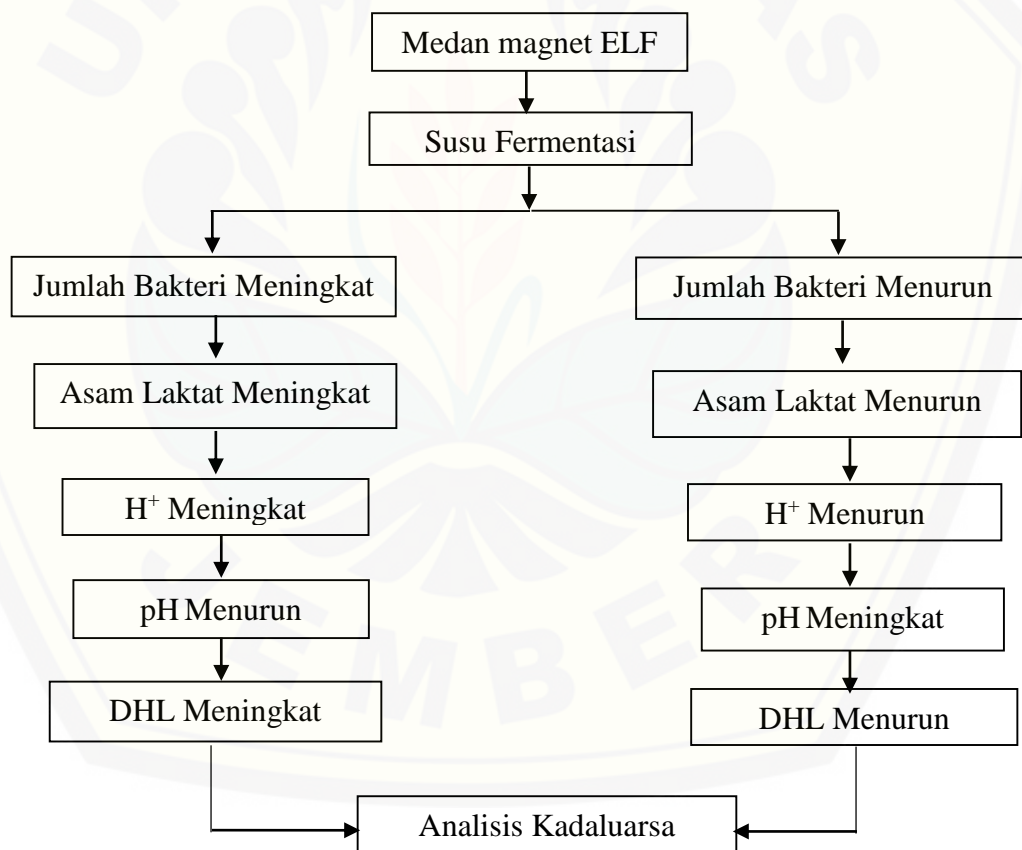 Medan magnet ELF
Susu Fermentasi
Jumlah Bakteri Meningkat
Asam Laktat Meningkat
H⁺ Meningkat
pH Menurun
DHL Meningkat
Jumlah Bakteri Menurun
Asam Laktat Menurun
H⁺ Menurun
pH Meningkat
DHL Menurun
Analisis Kadaluarsa